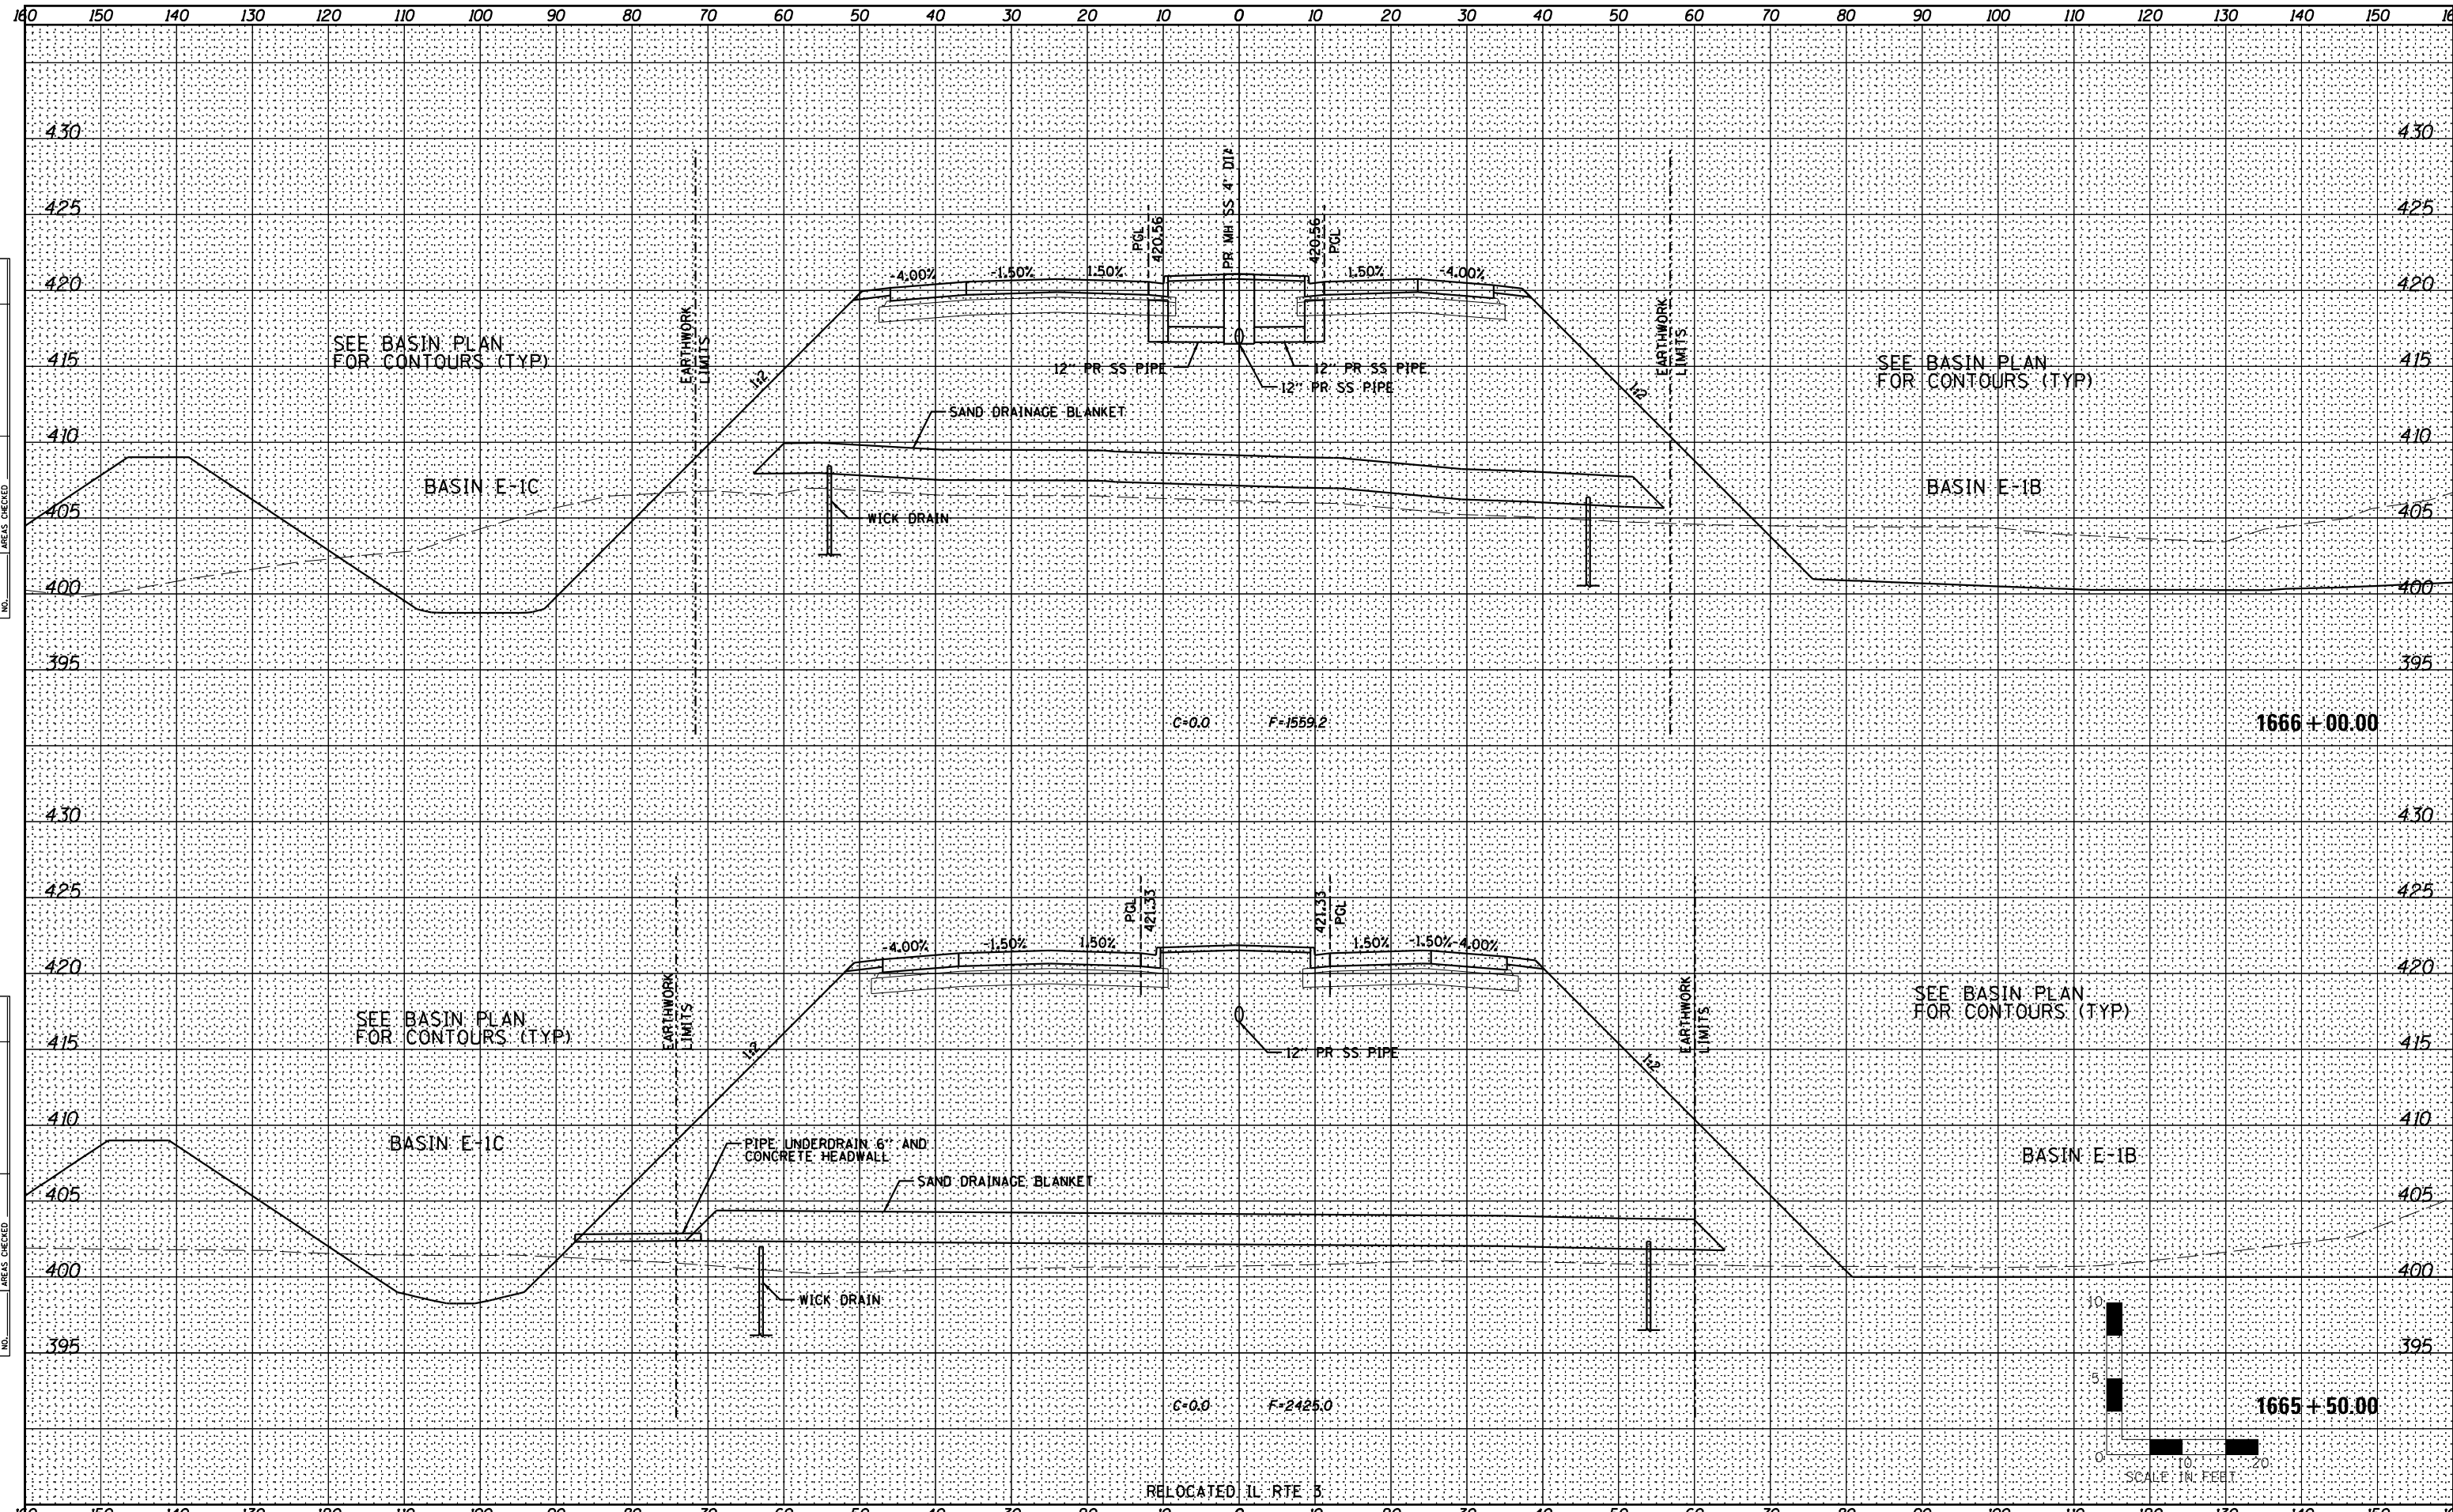 160 150 140 130 120 110 100 90 80 70 60 50 40 30 20 10 0 10 20 30 40 50 60 70 80 90 100 110 120 130 140 150
430 430
425 425
420 420
415 415
410 410
405 405
400 400
395 395
PGL
420.56
PR MH SS 4' DIA
420.56
PGL
-4.00% -1.50% 1.50% 1.50% -4.00%
EARTHWORK
LIMITS
EARTHWORK
LIMITS
SEE BASIN PLAN
FOR CONTOURS (TYP)
SEE BASIN PLAN
FOR CONTOURS (TYP)
1:2
1:2
12" PR SS PIPE
12" PR SS PIPE
12" PR SS PIPE
SAND DRAINAGE BLANKET
BASIN E-1C
BASIN E-1B
WICK DRAIN
C=0.0 F=1559.2
1666+00.00
AREAS CHECKED
NO.
430 430
425 425
420 420
415 415
410 410
405 405
400 400
395 395
PGL
421.33
421.33
PGL
-4.00% -1.50% 1.50% 1.50% -1.50% -4.00%
EARTHWORK
LIMITS
EARTHWORK
LIMITS
SEE BASIN PLAN
FOR CONTOURS (TYP)
SEE BASIN PLAN
FOR CONTOURS (TYP)
1:2
1:2
12" PR SS PIPE
BASIN E-1C
BASIN E-1B
PIPE UNDERDRAIN 6" AND
CONCRETE HEADWALL
SAND DRAINAGE BLANKET
WICK DRAIN
C=0.0 F=2425.0
1665+50.00
AREAS CHECKED
NO.
10
5
0 10 20
SCALE IN FEET
RELOCATED IL RTE 3